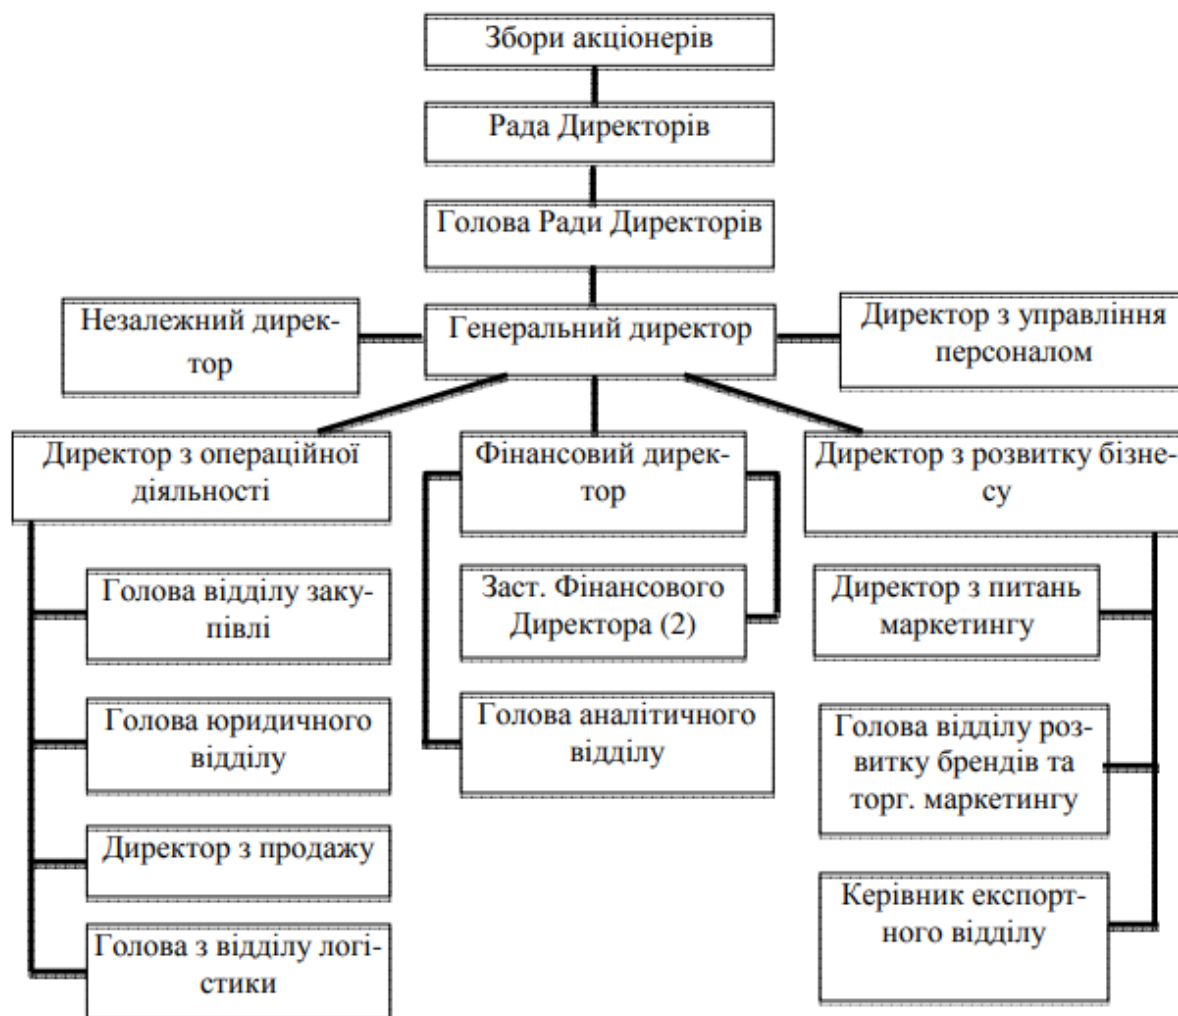 Збори акціонерів
Рада Директорів
Голова Ради Директорів
Незалежний дирек-
тор
Генеральний директор
Директор з управління
персоналом
Директор з операційної
діяльності
Фінансовий дирек-
тор
Директор з розвитку бізне-
су
Голова відділу заку-
півлі
Заст. Фінансового
Директора (2)
Директор з питань
маркетингу
Голова юридичного
відділу
Голова аналітичного
відділу
Голова відділу роз-
витку брендів та
торг. маркетингу
Директор з продажу
Керівник експорт-
ного відділу
Голова з відділу логі-
стики